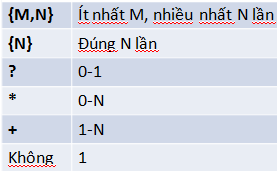 {M,N} Ít nhất M, nhiều nhất N lần
{N} Đúng N lần
? 0-1
* 0-N
+ 1-N
Không 1